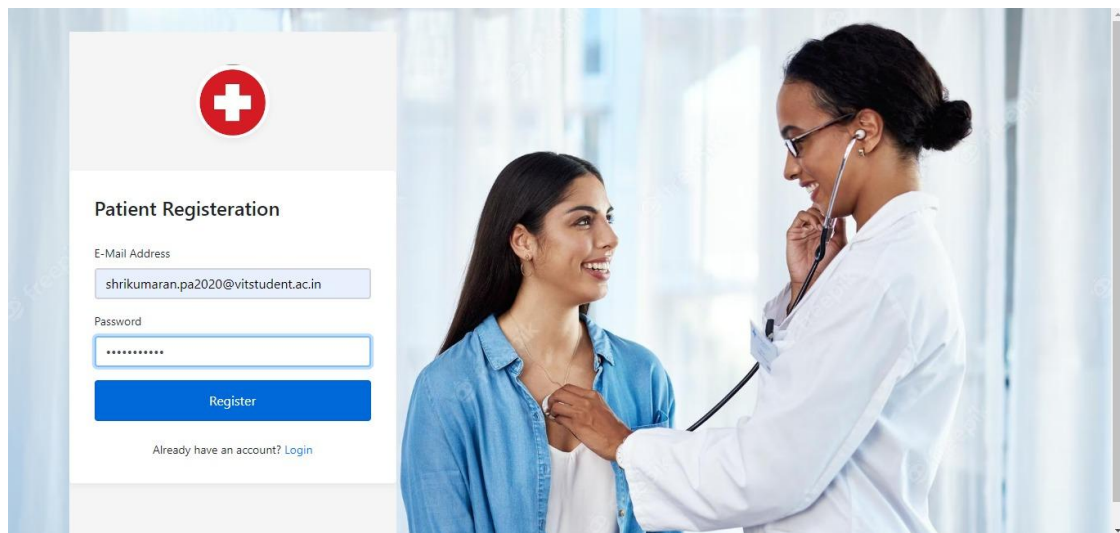 Patient Registeration
E-Mail Address
shrikumaran.pa2020@vitstudent.ac.in
Password
•••••••••••
Register
Already have an account? Login